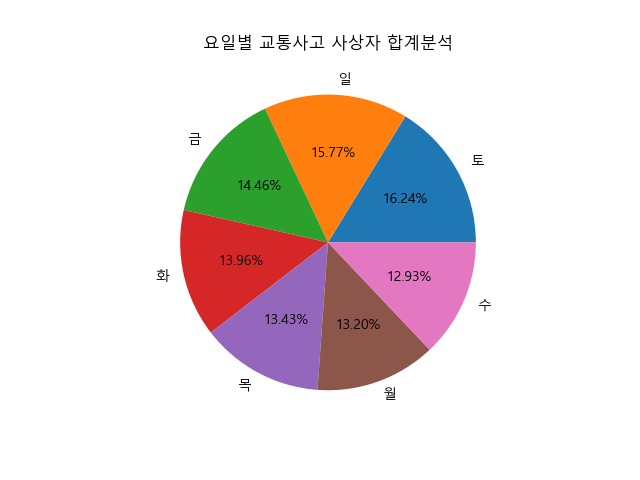 요일별 교통사고 사상자 합계분석
일
금
토
15.77%
14.46%
16.24%
화
13.96%
12.93%
13.43%
13.20%
수
목
월